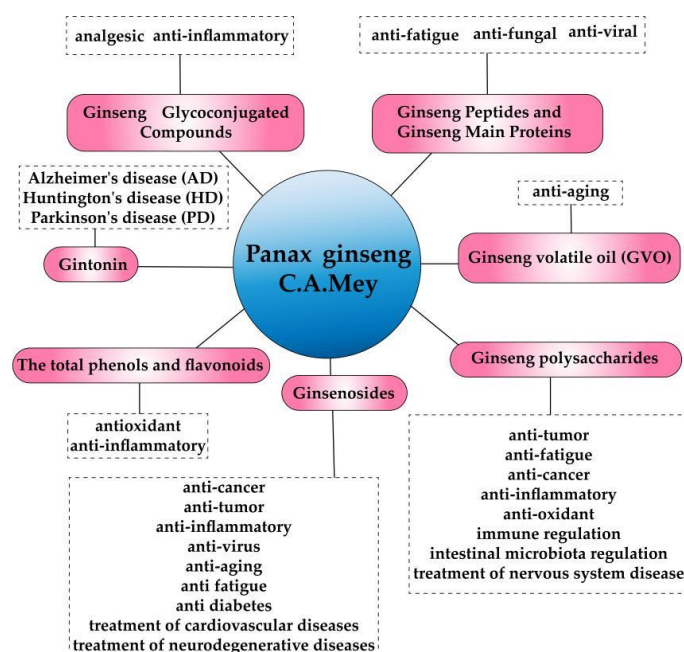 analgesic anti-inflammatory
anti-fatigue anti-fungal anti-viral
Ginseng Glycoconjugated
Compounds
Ginseng Peptides and
Ginseng Main Proteins
Alzheimer's disease (AD)
Huntington's disease (HD)
Parkinson's disease (PD)
anti-aging
Panax ginseng
C.A.Mey
Gintonin
Ginseng volatile oil (GVO)
The total phenols and flavonoids
Ginseng polysaccharides
Ginsenosides
antioxidant
anti-inflammatory
anti-tumor
anti-fatigue
anti-cancer
anti-inflammatory
anti-oxidant
immune regulation
intestinal microbiota regulation
treatment of nervous system disease
anti-cancer
anti-tumor
anti-inflammatory
anti-virus
anti-aging
anti fatigue
anti diabetes
treatment of cardiovascular diseases
treatment of neurodegenerative diseases